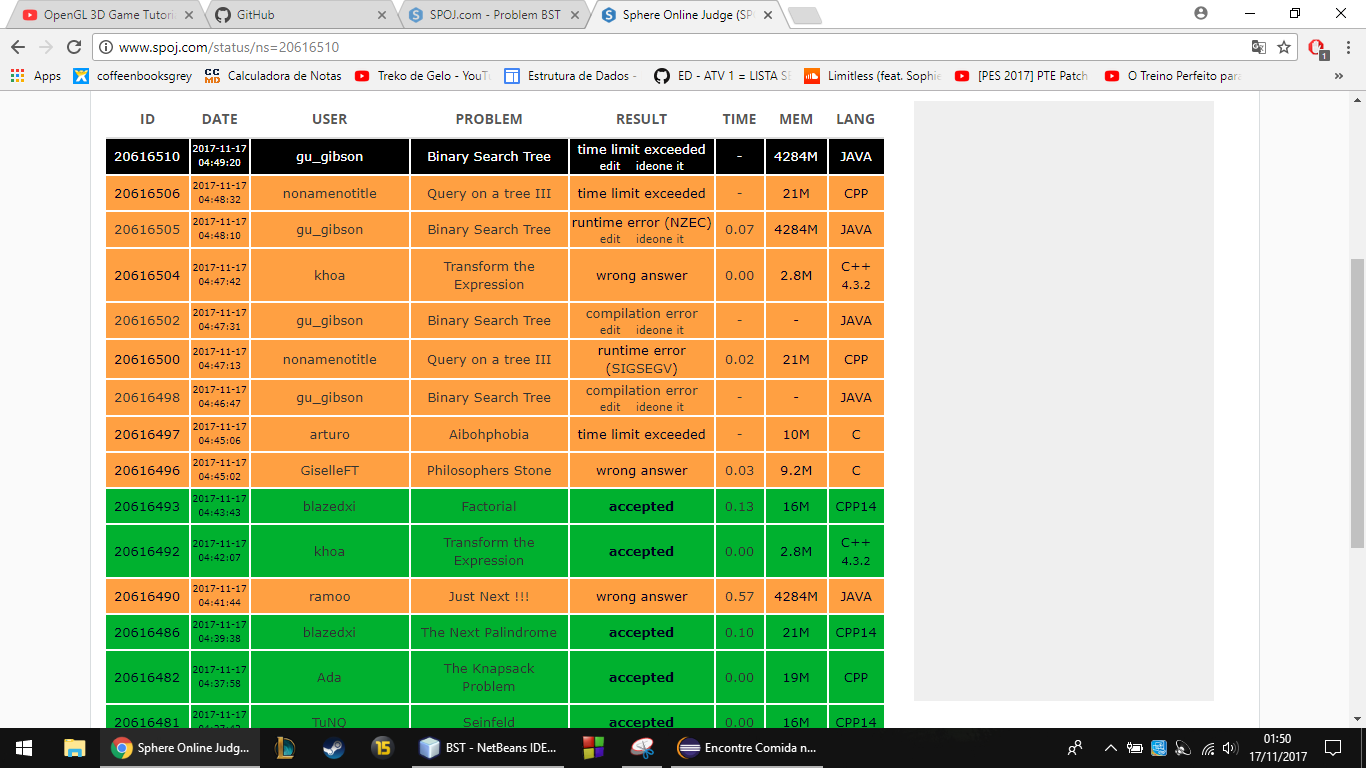 OpenGL 3D Game Tutori
GitHub
SPOJ.com - Problem BST
Sphere Online Judge (SP
www.spoj.com/status/ns=20616510
1
Apps
coffeenbooksgrey
CC MD
Calculadora de Notas
Treko de Gelo - YouTu
Estrutura de Dados -
ED - ATV 1 = LISTA SE
Limitless (feat. Sophie
[PES 2017] PTE Patch
O Treino Perfeito par
»
ID DATE USER PROBLEM RESULT TIME MEM LANG
20616510 2017-11-17 04:49:20 gu_gibson Binary Search Tree time limit exceeded edit ideone it - 4284M JAVA
20616506 2017-11-17 04:48:32 nonamenotitle Query on a tree III time limit exceeded - 21M CPP
20616505 2017-11-17 04:48:10 gu_gibson Binary Search Tree runtime error (NZEC) edit ideone it 0.07 4284M JAVA
20616504 2017-11-17 04:47:42 khoa Transform the Expression wrong answer 0.00 2.8M C++ 4.3.2
20616502 2017-11-17 04:47:31 gu_gibson Binary Search Tree compilation error edit ideone it - - JAVA
20616500 2017-11-17 04:47:13 nonamenotitle Query on a tree III runtime error (SIGSEGV) 0.02 21M CPP
20616498 2017-11-17 04:46:47 gu_gibson Binary Search Tree compilation error edit ideone it - - JAVA
20616497 2017-11-17 04:45:06 arturo Aibohphobia time limit exceeded - 10M C
20616496 2017-11-17 04:45:02 GiselleFT Philosophers Stone wrong answer 0.03 9.2M C
20616493 2017-11-17 04:43:43 blazedxi Factorial accepted 0.13 16M CPP14
20616492 2017-11-17 04:42:07 khoa Transform the Expression accepted 0.00 2.8M C++ 4.3.2
20616490 2017-11-17 04:41:44 ramoo Just Next !!! wrong answer 0.57 4284M JAVA
20616486 2017-11-17 04:39:38 blazedxi The Next Palindrome accepted 0.10 21M CPP14
20616482 2017-11-17 04:37:58 Ada The Knapsack Problem accepted 0.00 19M CPP
20616481 2017-11-17 TuNQ Seinfeld accepted 0.00 16M CPP14
Sphere Online Judg...
L
15
BST - NetBeans IDE...
Encontre Comida n...
01:50
17/11/2017